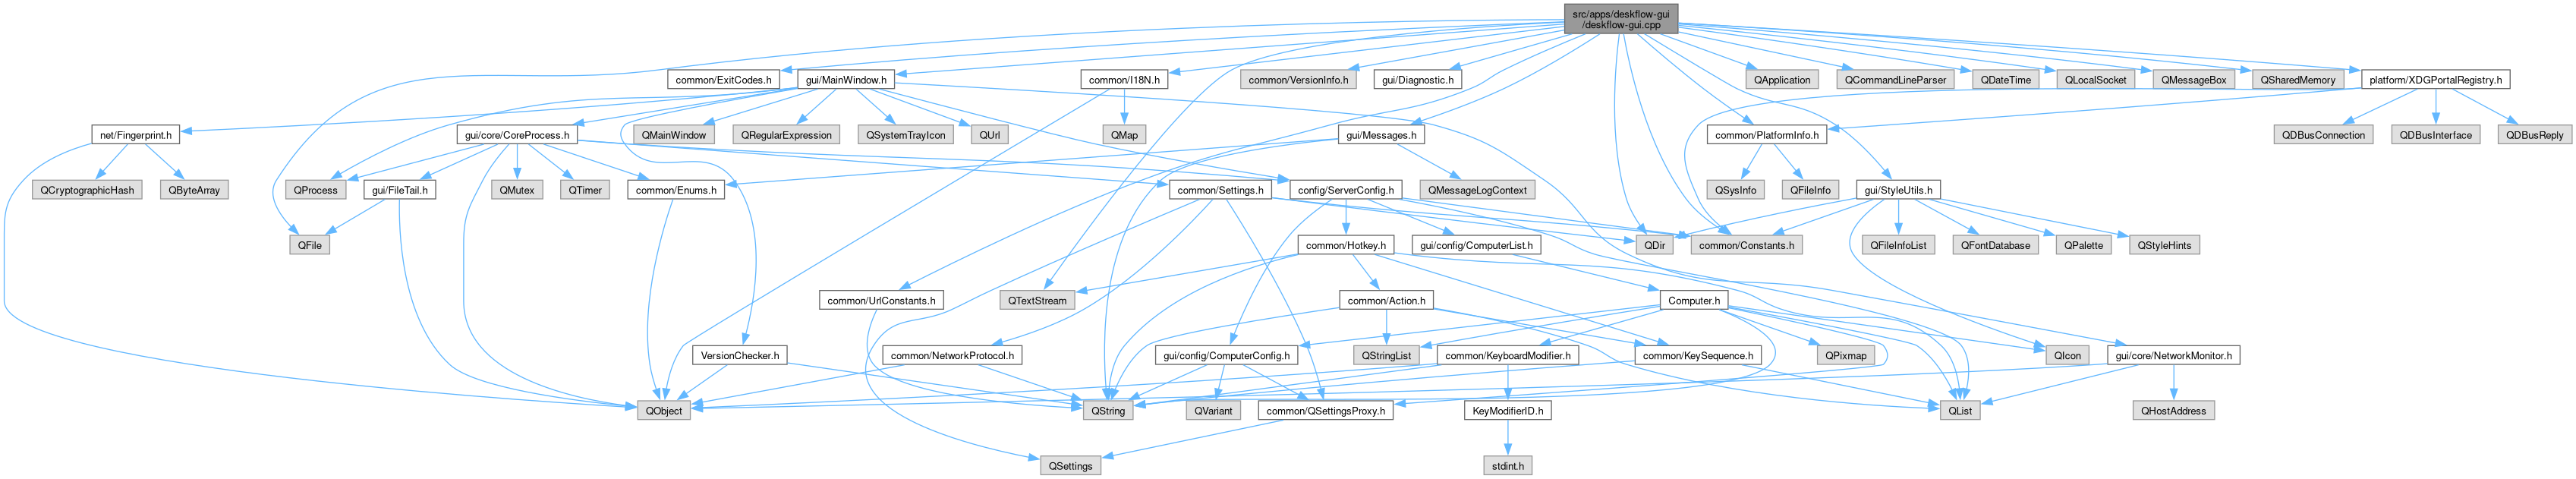 src/apps/deskflow-gui
/deskflow-gui.cpp
common/ExitCodes.h
gui/MainWindow.h
common/I18N.h
common/VersionInfo.h
gui/Diagnostic.h
QApplication
QCommandLineParser
QDateTime
QLocalSocket
QMessageBox
QSharedMemory
platform/XDGPortalRegistry.h
net/Fingerprint.h
gui/core/CoreProcess.h
QMainWindow
QRegularExpression
QSystemTrayIcon
QUrl
QMap
gui/Messages.h
common/PlatformInfo.h
QDBusConnection
QDBusInterface
QDBusReply
QCryptographicHash
QByteArray
QProcess
gui/FileTail.h
QMutex
QTimer
common/Enums.h
common/Settings.h
config/ServerConfig.h
QMessageLogContext
QSysInfo
QFileInfo
gui/StyleUtils.h
QFile
common/Hotkey.h
gui/config/ComputerList.h
QDir
common/Constants.h
QFileInfoList
QFontDatabase
QPalette
QStyleHints
common/UrlConstants.h
QTextStream
common/Action.h
Computer.h
VersionChecker.h
common/NetworkProtocol.h
gui/config/ComputerConfig.h
QStringList
common/KeyboardModifier.h
common/KeySequence.h
QPixmap
QIcon
gui/core/NetworkMonitor.h
QObject
QString
QVariant
common/QSettingsProxy.h
KeyModifierID.h
QList
QHostAddress
QSettings
stdint.h